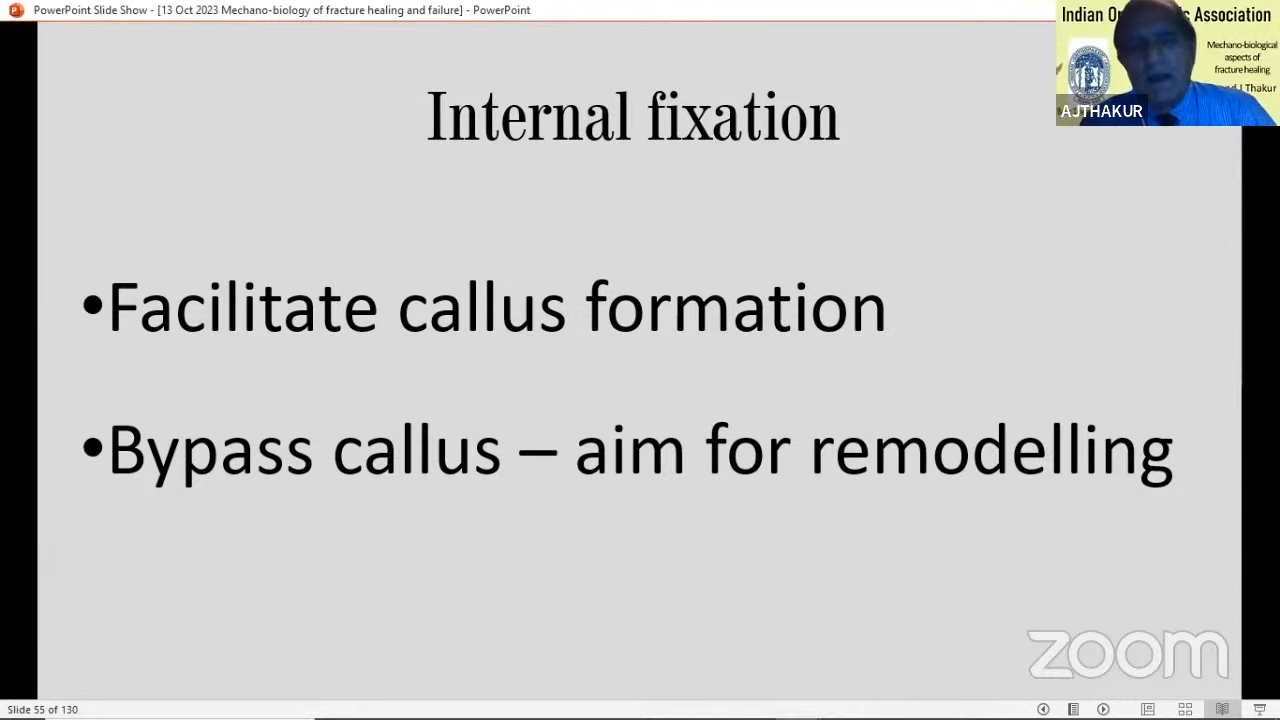 PowerPoint Slide Show - [13 Oct 2023 Mechano-biology of fracture healing and failure] - PowerPoint
Indian Association
Mechano-biological
aspects of
fracture healing
Thakur
AJTHAKUR
Internal fixation
•Facilitate callus formation
•Bypass callus – aim for remodelling
zoom
Slide 55 of 130